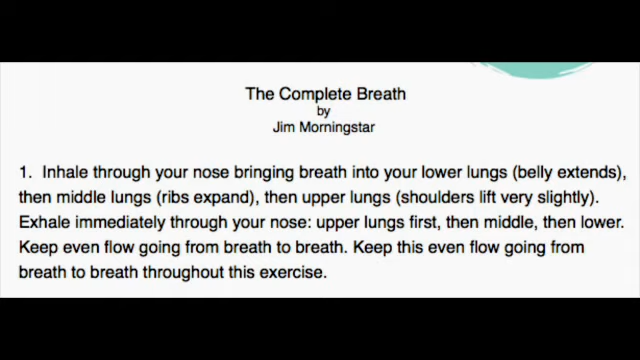 The Complete Breath
by
Jim Morningstar
1. Inhale through your nose bringing breath into your lower lungs (belly extends),
then middle lungs (ribs expand), then upper lungs (shoulders lift very slightly).
Exhale immediately through your nose: upper lungs first, then middle, then lower.
Keep even flow going from breath to breath. Keep this even flow going from
breath to breath throughout this exercise.